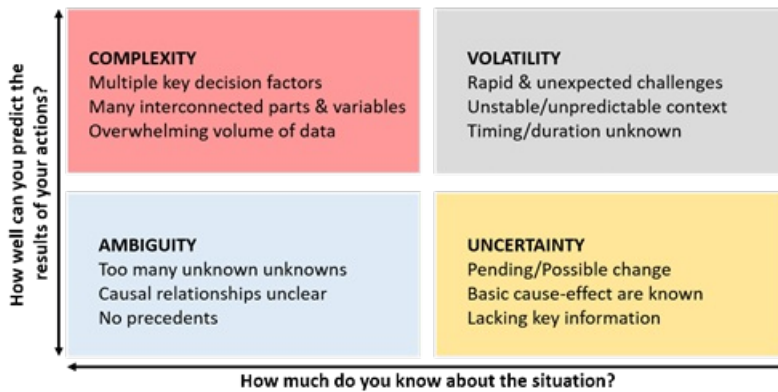 How well can you predict the
results of your actions?
COMPLEXITY
Multiple key decision factors
Many interconnected parts & variables
Overwhelming volume of data
VOLATILITY
Rapid & unexpected challenges
Unstable/unpredictable context
Timing/duration unknown
AMBIGUITY
Too many unknown unknowns
Causal relationships unclear
No precedents
UNCERTAINTY
Pending/Possible change
Basic cause-effect are known
Lacking key information
How much do you know about the situation?